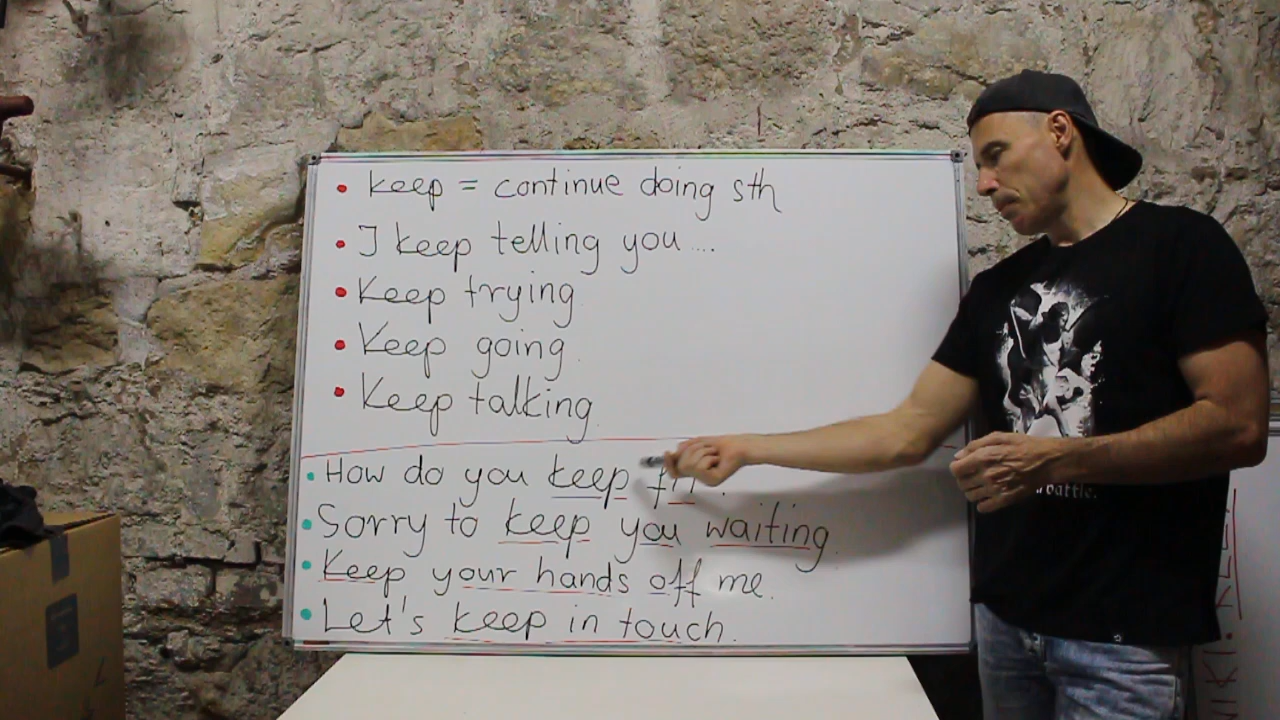 keep = continue doing sth
I keep telling you ...
Keep trying
Keep going
Keep talking
How do you keep
Sorry to keep you waiting
Keep your hands off me.
Let's keep in touch.
battle.